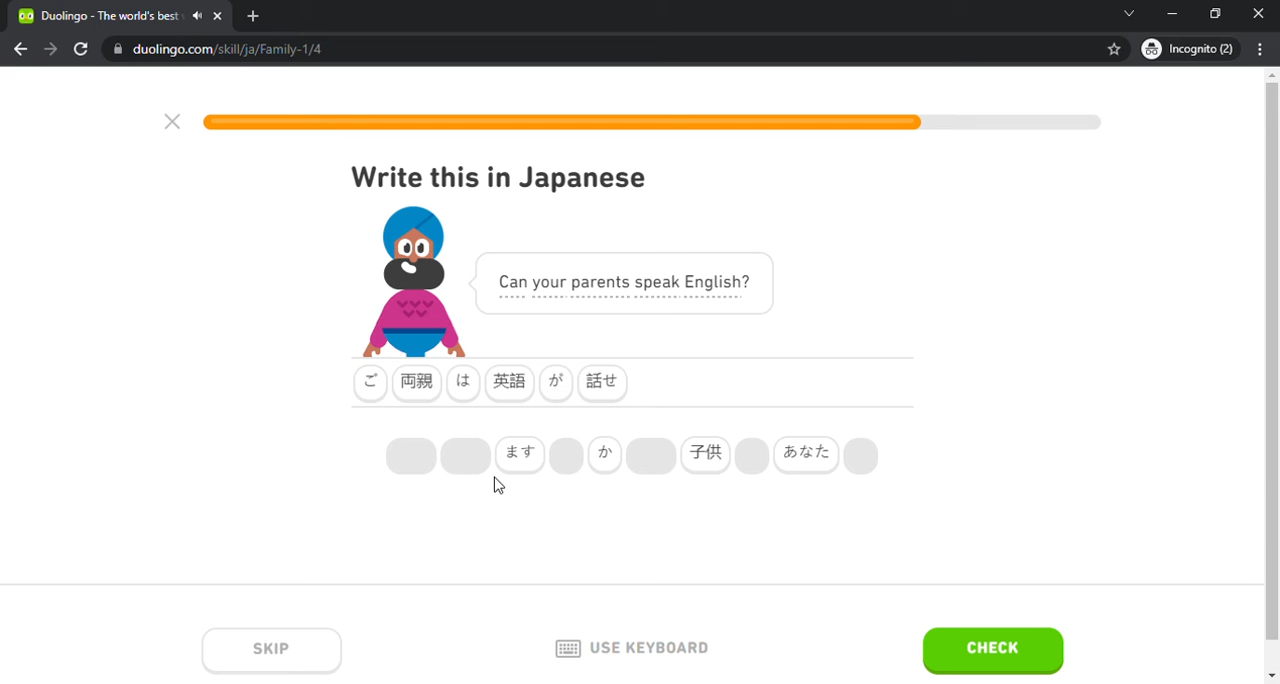 Duolingo - The world's best
duolingo.com/skill/ja/Family-1/4
Incognito (2)
Write this in Japanese
Can your parents speak English?
ご 両親 は 英語 が 話せ
ます か 子供 あなた
SKIP
USE KEYBOARD
CHECK